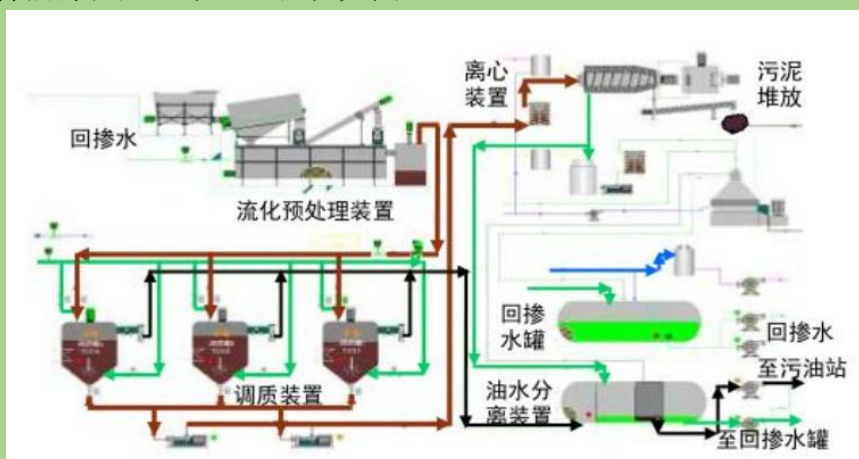 离心
装置
污泥
堆放
回掺水
流化预处理装置
回掺
水罐
回掺水
至污油站
调质装置
油水分
离装置
至回掺水罐